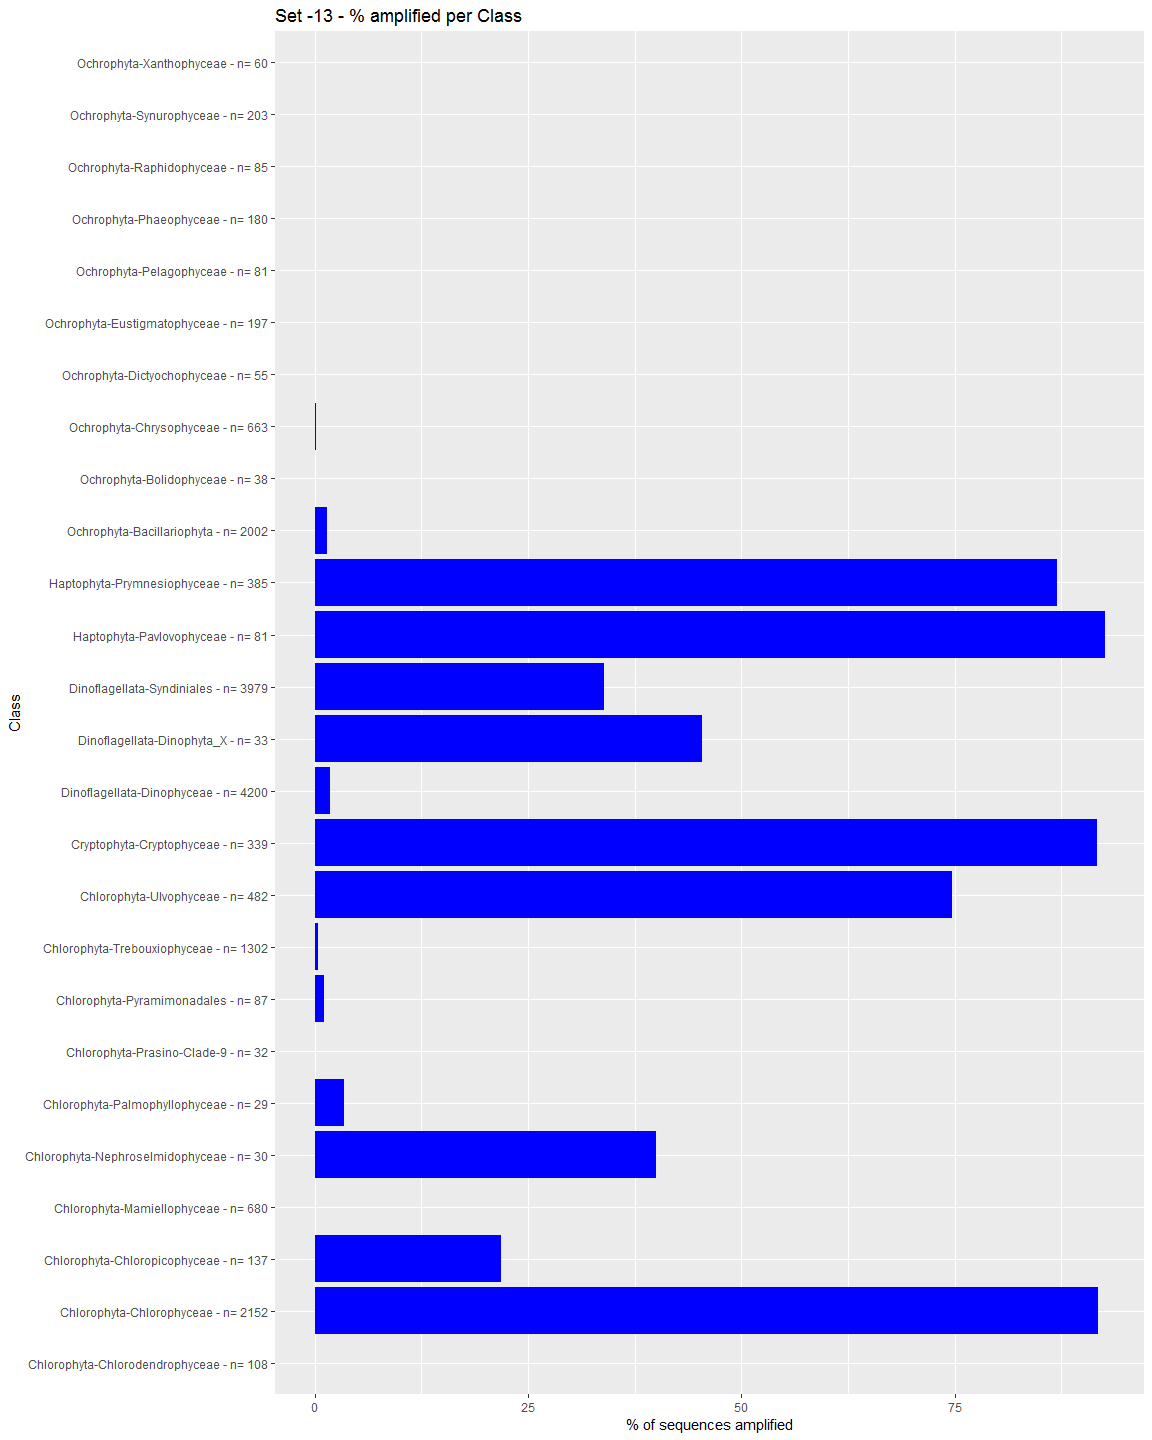 Set -13 - % amplified per Class
Ochrophyta-Xanthophyceae - n= 60
Ochrophyta-Synurophyceae - n= 203
Ochrophyta-Raphidophyceae - n= 85
Ochrophyta-Phaeophyceae - n= 180
Ochrophyta-Pelagophyceae - n= 81
Ochrophyta-Eustigmatophyceae - n= 197
Ochrophyta-Dictyochophyceae - n= 55
Ochrophyta-Chrysophyceae - n= 663
Ochrophyta-Bolidophyceae - n= 38
Ochrophyta-Bacillariophyta - n= 2002
Haptophyta-Prymnesiophyceae - n= 385
Haptophyta-Pavlovophyceae - n= 81
Dinoflagellata-Syndiniales - n= 3979
Class
Dinoflagellata-Dinophyta_X - n= 33
Dinoflagellata-Dinophyceae - n= 4200
Cryptophyta-Cryptophyceae - n= 339
Chlorophyta-Ulvophyceae - n= 482
Chlorophyta-Trebouxiophyceae - n= 1302
Chlorophyta-Pyramimonadales - n= 87
Chlorophyta-Prasino-Clade-9 - n= 32
Chlorophyta-Palmophyllophyceae - n= 29
Chlorophyta-Nephroselmidophyceae - n= 30
Chlorophyta-Mamiellophyceae - n= 680
Chlorophyta-Chloropicophyceae - n= 137
Chlorophyta-Chlorophyceae - n= 2152
Chlorophyta-Chlorodendrophyceae - n= 108
0 25 50 75
% of sequences amplified